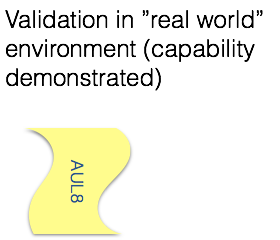 Validation in ”real world”
environment (capability
demonstrated)
AUL8